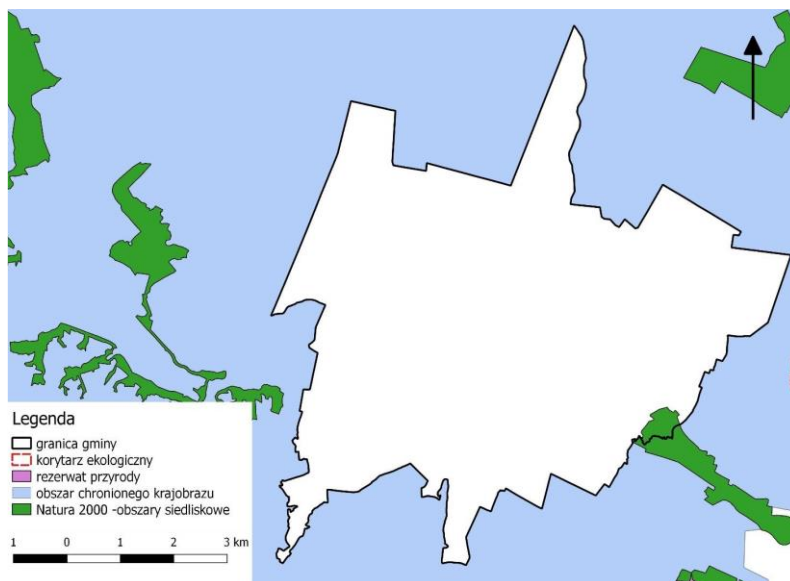 Legenda
granica gminy
korytarz ekologiczny
rezerwat przyrody
obszar chronionego krajobrazu
Natura 2000 -obszary siedliskowe
1 0 1 2 3 km